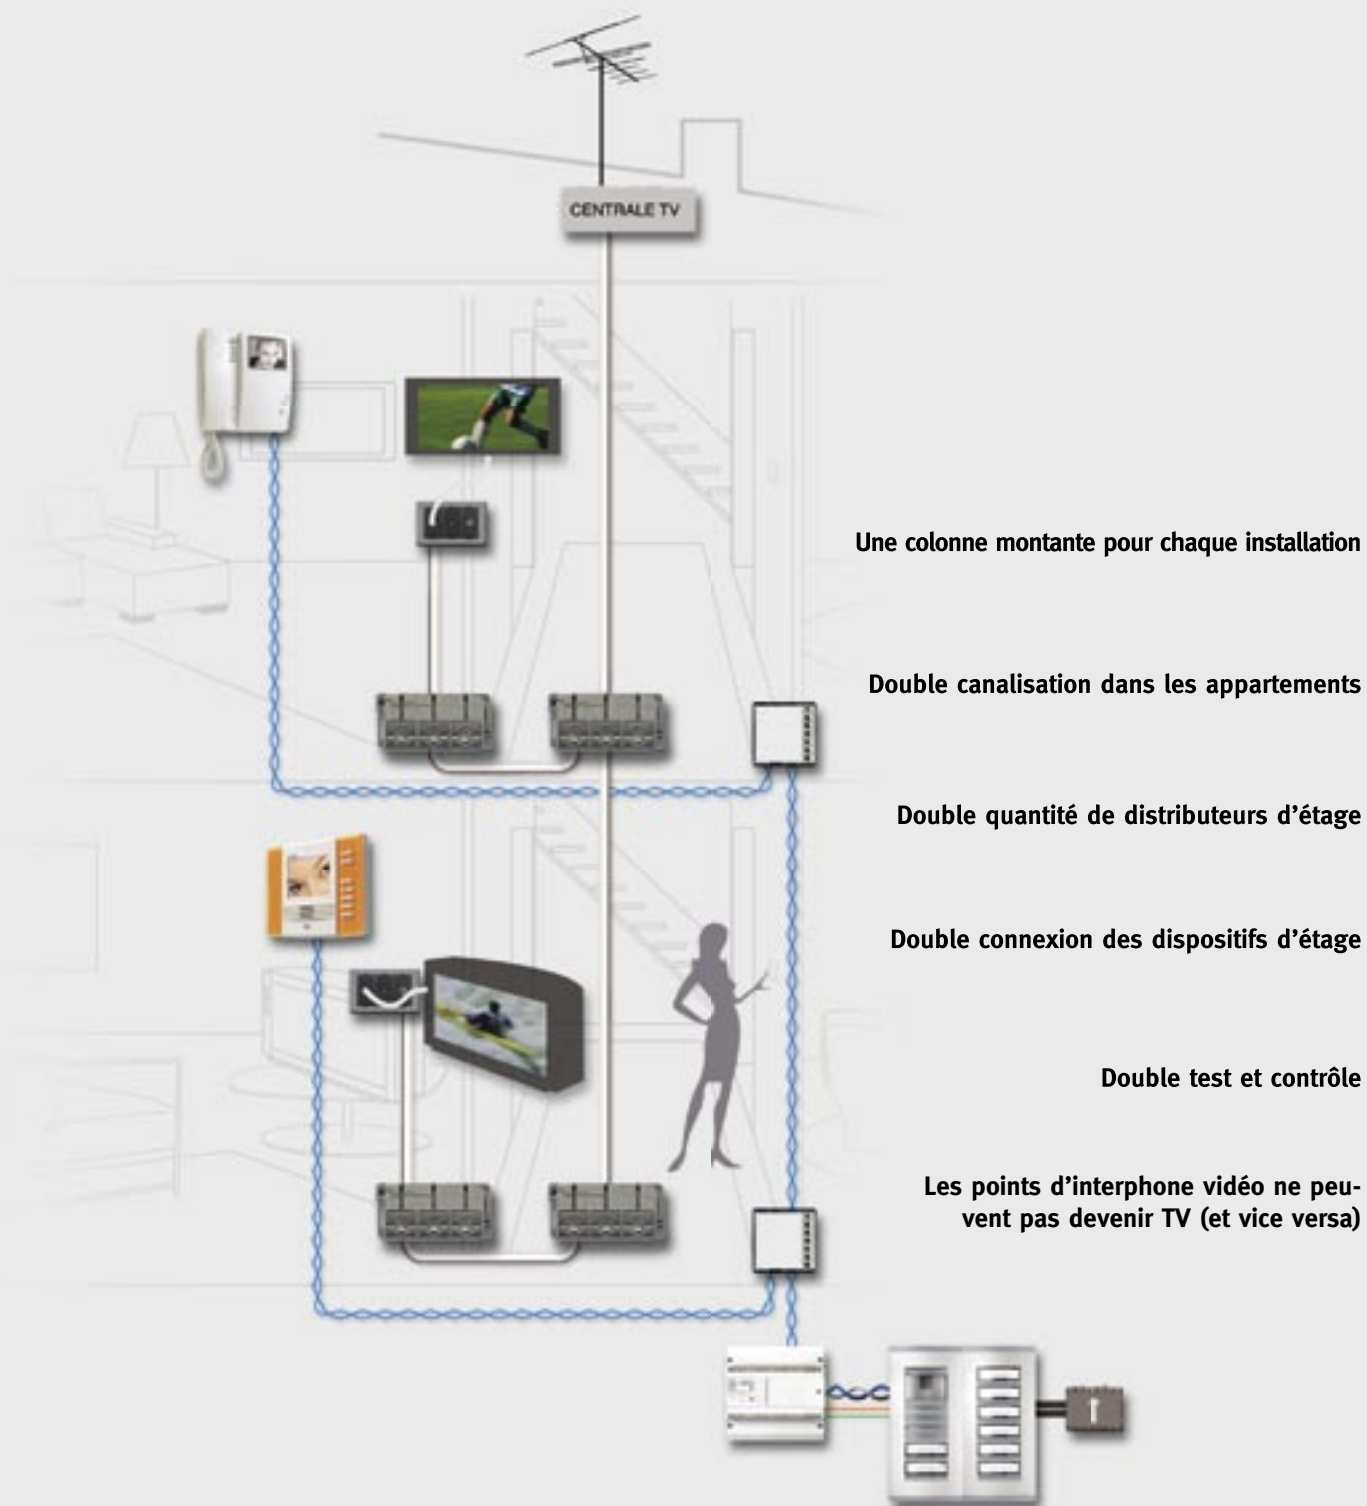 CENTRALE TV
Une colonne montante pour chaque installation
Double canalisation dans les appartements
Double quantité de distributeurs d’étage
Double connexion des dispositifs d’étage
Double test et contrôle
Les points d’interphone vidéo ne peu-
vent pas devenir TV (et vice versa)